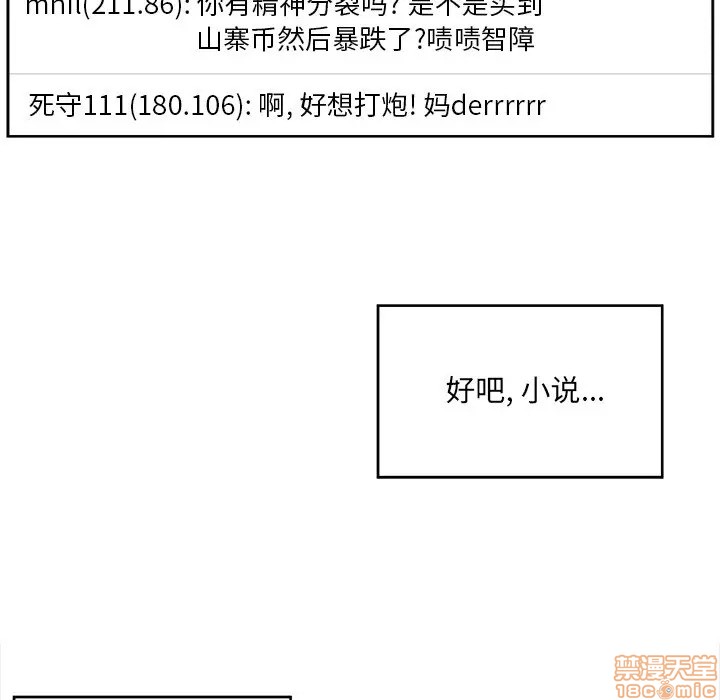 mhil(211.86): 你有精神分裂吗? 是不是买到
山寨币然后暴跌了?啧啧智障
死守111(180.106): 啊, 好想打炮! 妈derrrrrr
好吧, 小说...
禁漫天堂
18COMIC